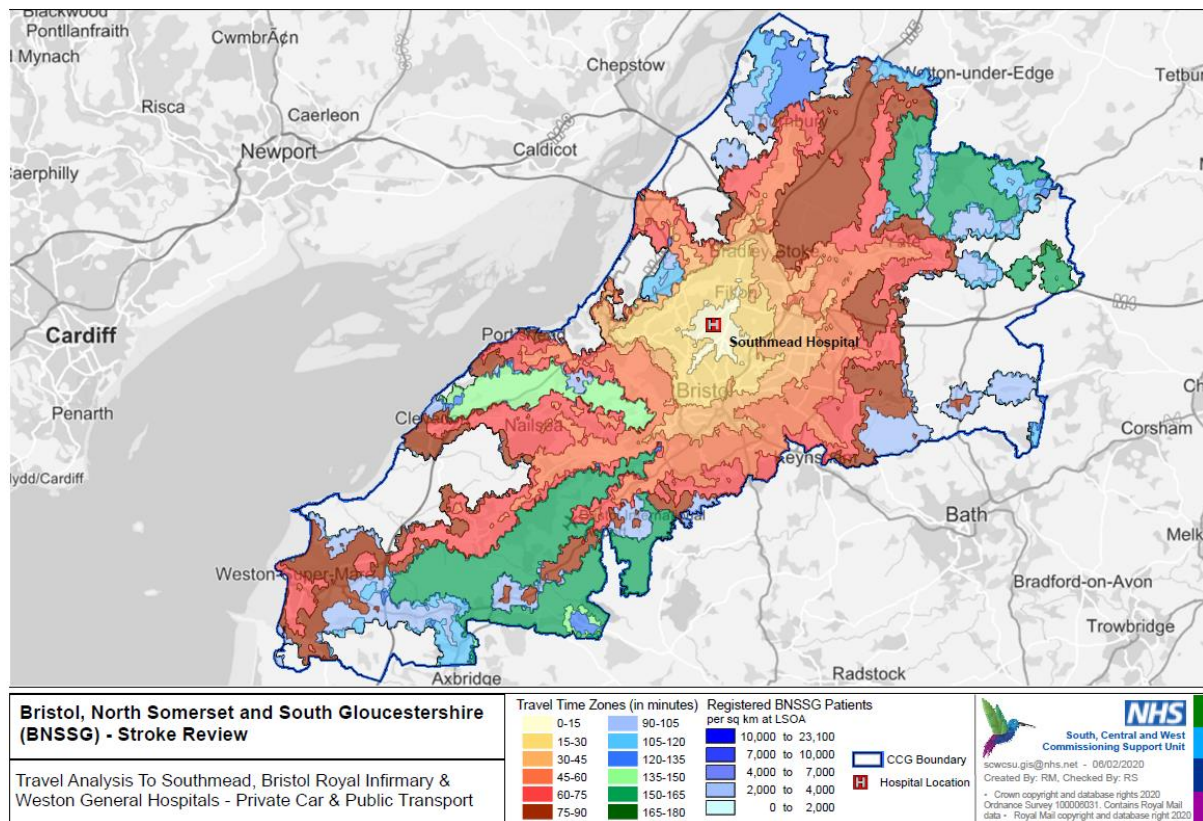 Blackwood
Pontllanfraith
Mynach
CwmbrÃ¢n
Risca
Caerleon
Newport
Caerphilly
Chepstow
Caldicot
M5
Wotton-under-Edge
Tetbury
Thornbury
Bradley Stoke
Yate
Filton
M4
H
Southmead Hospital
Cardiff
Penarth
Portishead
Bristol
Clevedon
Nailsea
Keynsham
Corsham
lydd/Cardiff
Bath
Melk
Weston-super-Mare
Bradford-on-Avon
Trowbridge
Radstock
Axbridge
Bristol, North Somerset and South Gloucestershire
(BNSSG) - Stroke Review
Travel Analysis To Southmead, Bristol Royal Infirmary &
Weston General Hospitals - Private Car & Public Transport
Travel Time Zones (in minutes)
0-15
15-30
30-45
45-60
60-75
75-90
90-105
105-120
120-135
135-150
150-165
165-180
Registered BNSSG Patients
per sq km at LSOA
10,000 to 23,100
7,000 to 10,000
4,000 to 7,000
2,000 to 4,000
0 to 2,000
CCG Boundary
H Hospital Location
NHS
South, Central and West
Commissioning Support Unit
scwcsu.gis@nhs.net - 06/02/2020
Created By: RM, Checked By: RS
• Crown copyright and database rights 2020
Ordnance Survey 100006031. Contains Royal Mail
data • Royal Mail copyright and database right 2020